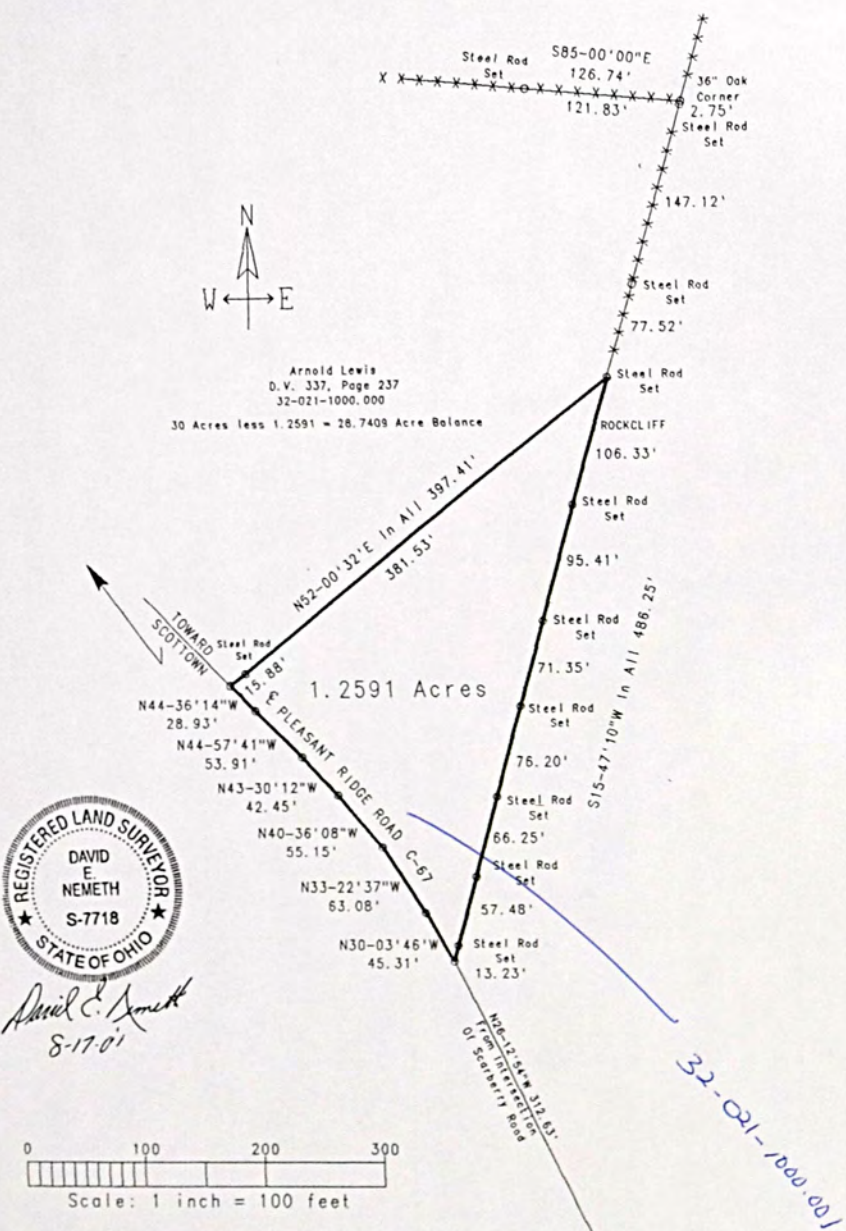 S85-00'00"E
Steel Rod
Set
126.74'
X X X X X X X X X X X X X X X X X X
121.83'
36" Oak
Corner
2.75'
Steel Rod
Set
147.12'
Steel Rod
Set
77.52'
Steel Rod
Set
N
W E
Arnold Lewis
D.V. 337, Page 237
32-021-1000.000
30 Acres less 1.2591 = 28.7409 Acre Balance
ROCKCLIFF
106.33'
Steel Rod
Set
95.41'
Steel Rod
Set
71.35'
Steel Rod
Set
76.20'
Steel Rod
Set
66.25'
Steel Rod
Set
57.48'
Steel Rod
Set
13.23'
S15-47'10"W In All 486.25'
N52-00'32'E In All 397.41'
381.53'
TOWARD
SCOTTOWN
Steel Rod
Set
15.88'
1.2591 Acres
℄ PLEASANT RIDGE ROAD C-67
N44-36'14"W
28.93'
N44-57'41"W
53.91'
N43-30'12"W
42.45'
N40-36'08"W
55.15'
N33-22'37"W
63.08'
N30-03'46"W
45.31'
N26-12'54"W 312.63'
From Intersection
Of Scarberry Road
REGISTERED LAND SURVEYOR
DAVID
E.
NEMETH
S-7718
STATE OF OHIO
David E. Nemeth
8-17-01
32-021-1000.001
0 100 200 300
Scale: 1 inch = 100 feet